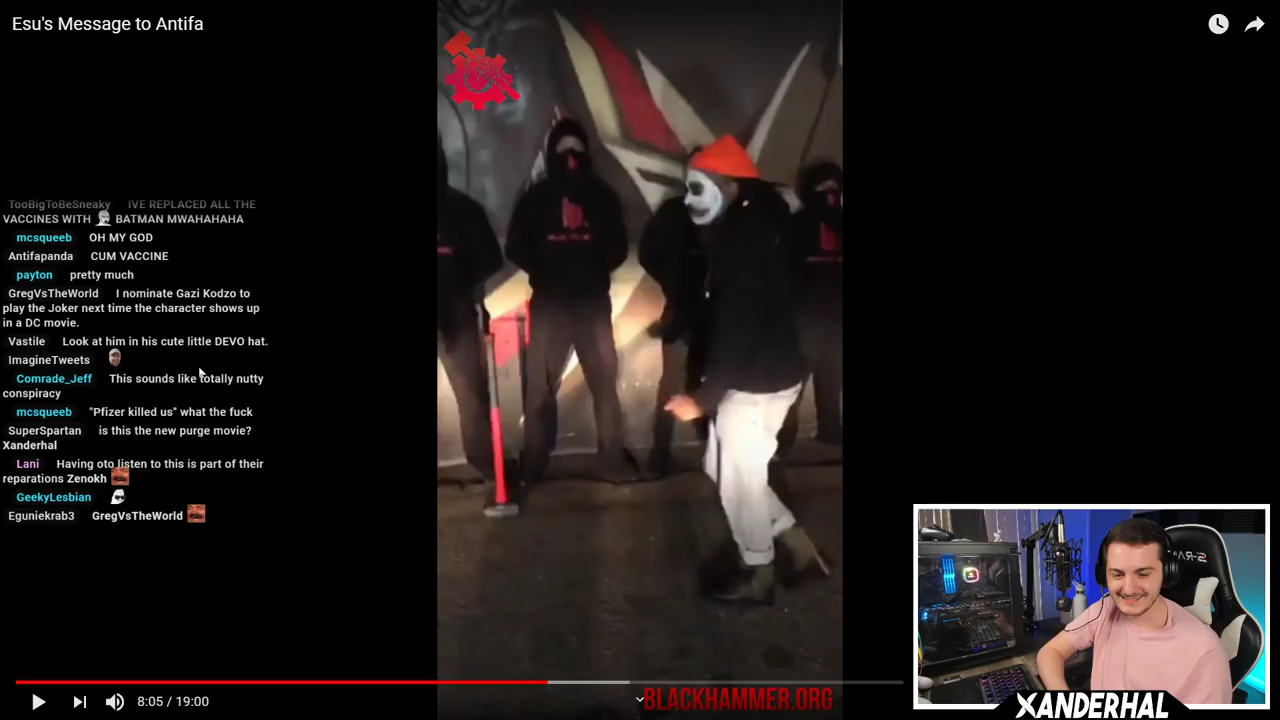 Esu's Message to Antifa
TooBigToBeSneaky IVE REPLACED ALL THE
VACCINES WITH BATMAN MWAHAHAHA
mcsqueeb OH MY GOD
Antifapanda CUM VACCINE
payton pretty much
GregVsTheWorld I nominate Gazi Kodzo to
play the Joker next time the character shows up
in a DC movie.
Vastile Look at him in his cute little DEVO hat.
ImagineTweets
Comrade_Jeff This sounds like totally nutty
conspiracy
mcsqueeb "Pfizer killed us" what the fuck
SuperSpartan is this the new purge movie?
Xanderhal
Lani Having oto listen to this is part of their
reparations Zenokh
GeekyLesbian
Eguniekrab3 GregVsTheWorld
8:05 / 19:00
BLACKHAMMER.ORG
XANDERHAL